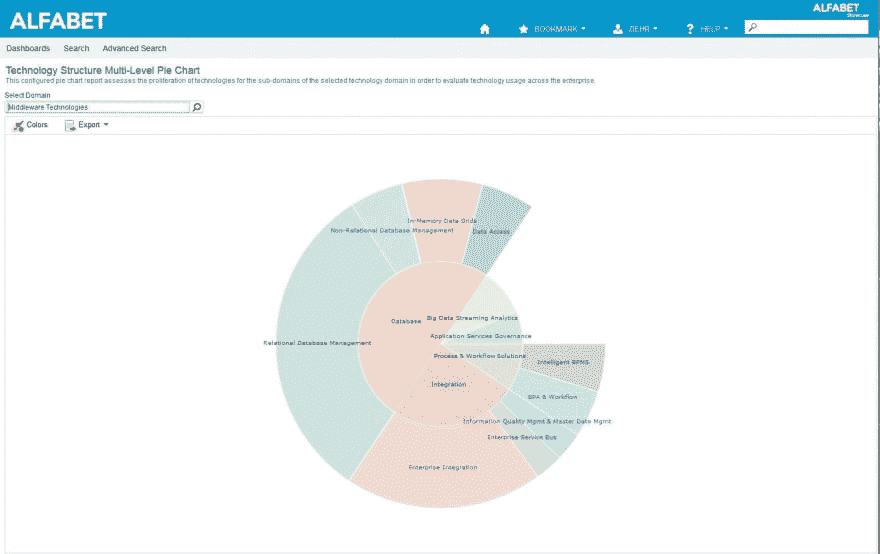 ALFABET
ALFABET
BOOKMARK
HELP
Dashboards Search Advanced Search
Technology Structure Multi-Level Pie Chart
This configured pie chart report assesses the proliferation of technologies for the sub-domains of the selected technology domain in order to evaluate technology usage across the enterprise.
Select Domain
Middleware Technologies
Colors Export
In-Memory Data Grids
Non-Relational Database Management
Data Access
Database
Big Data Streaming Analytics
Application Services Governance
Relational Database Management
Process & Workflow Solutions
Intelligent BPMS
Integration
BPA & Workflow
Information Quality Mgmt & Master Data Mgmt
Enterprise Service Bus
Enterprise Integration